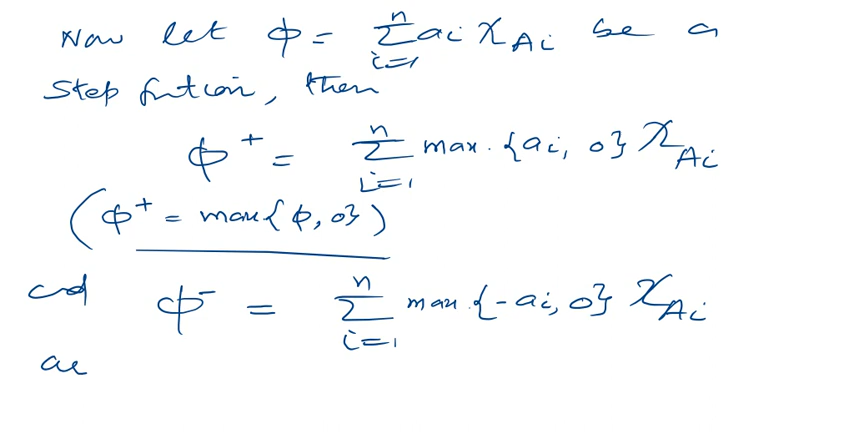 Now let ϕ = Σ_{i=1}^{n} a_i χ_{A_i} be a
Step funtion, then
ϕ⁺ = Σ_{i=1}^{n} max. {a_i, 0} χ_{A_i}
(ϕ⁺ = max{ϕ, 0})
and ϕ⁻ = Σ_{i=1}^{n} max. {-a_i, 0} χ_{A_i}
are